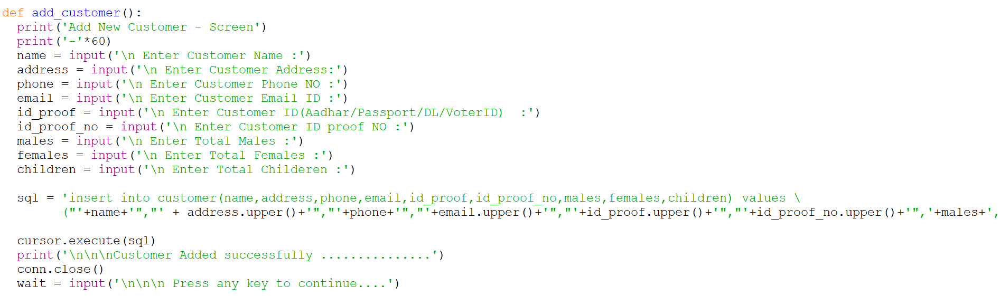 def add_customer():
  print('Add New Customer - Screen')
  print('-'*60)
  name = input('\n Enter Customer Name :')
  address = input('\n Enter Customer Address:')
  phone = input('\n Enter Customer Phone NO :')
  email = input('\n Enter Customer Email ID :')
  id_proof = input('\n Enter Customer ID(Aadhar/Passport/DL/VoterID)  :')
  id_proof_no = input('\n Enter Customer ID proof NO :')
  males = input('\n Enter Total Males :')
  females = input('\n Enter Total Females :')
  children = input('\n Enter Total Childeren :')
  sql = 'insert into customer(name,address,phone,email,id_proof,id_proof_no,males,females,children) values \
        ("'+name+'","' + address.upper()+'","'+phone+'","'+email.upper()+'","'+id_proof.upper()+'","'+id_proof_no.upper()+'",'+males+',
  cursor.execute(sql)
  print('\n\n\nCustomer Added successfully ...............')
  conn.close()
  wait = input('\n\n\n Press any key to continue....')